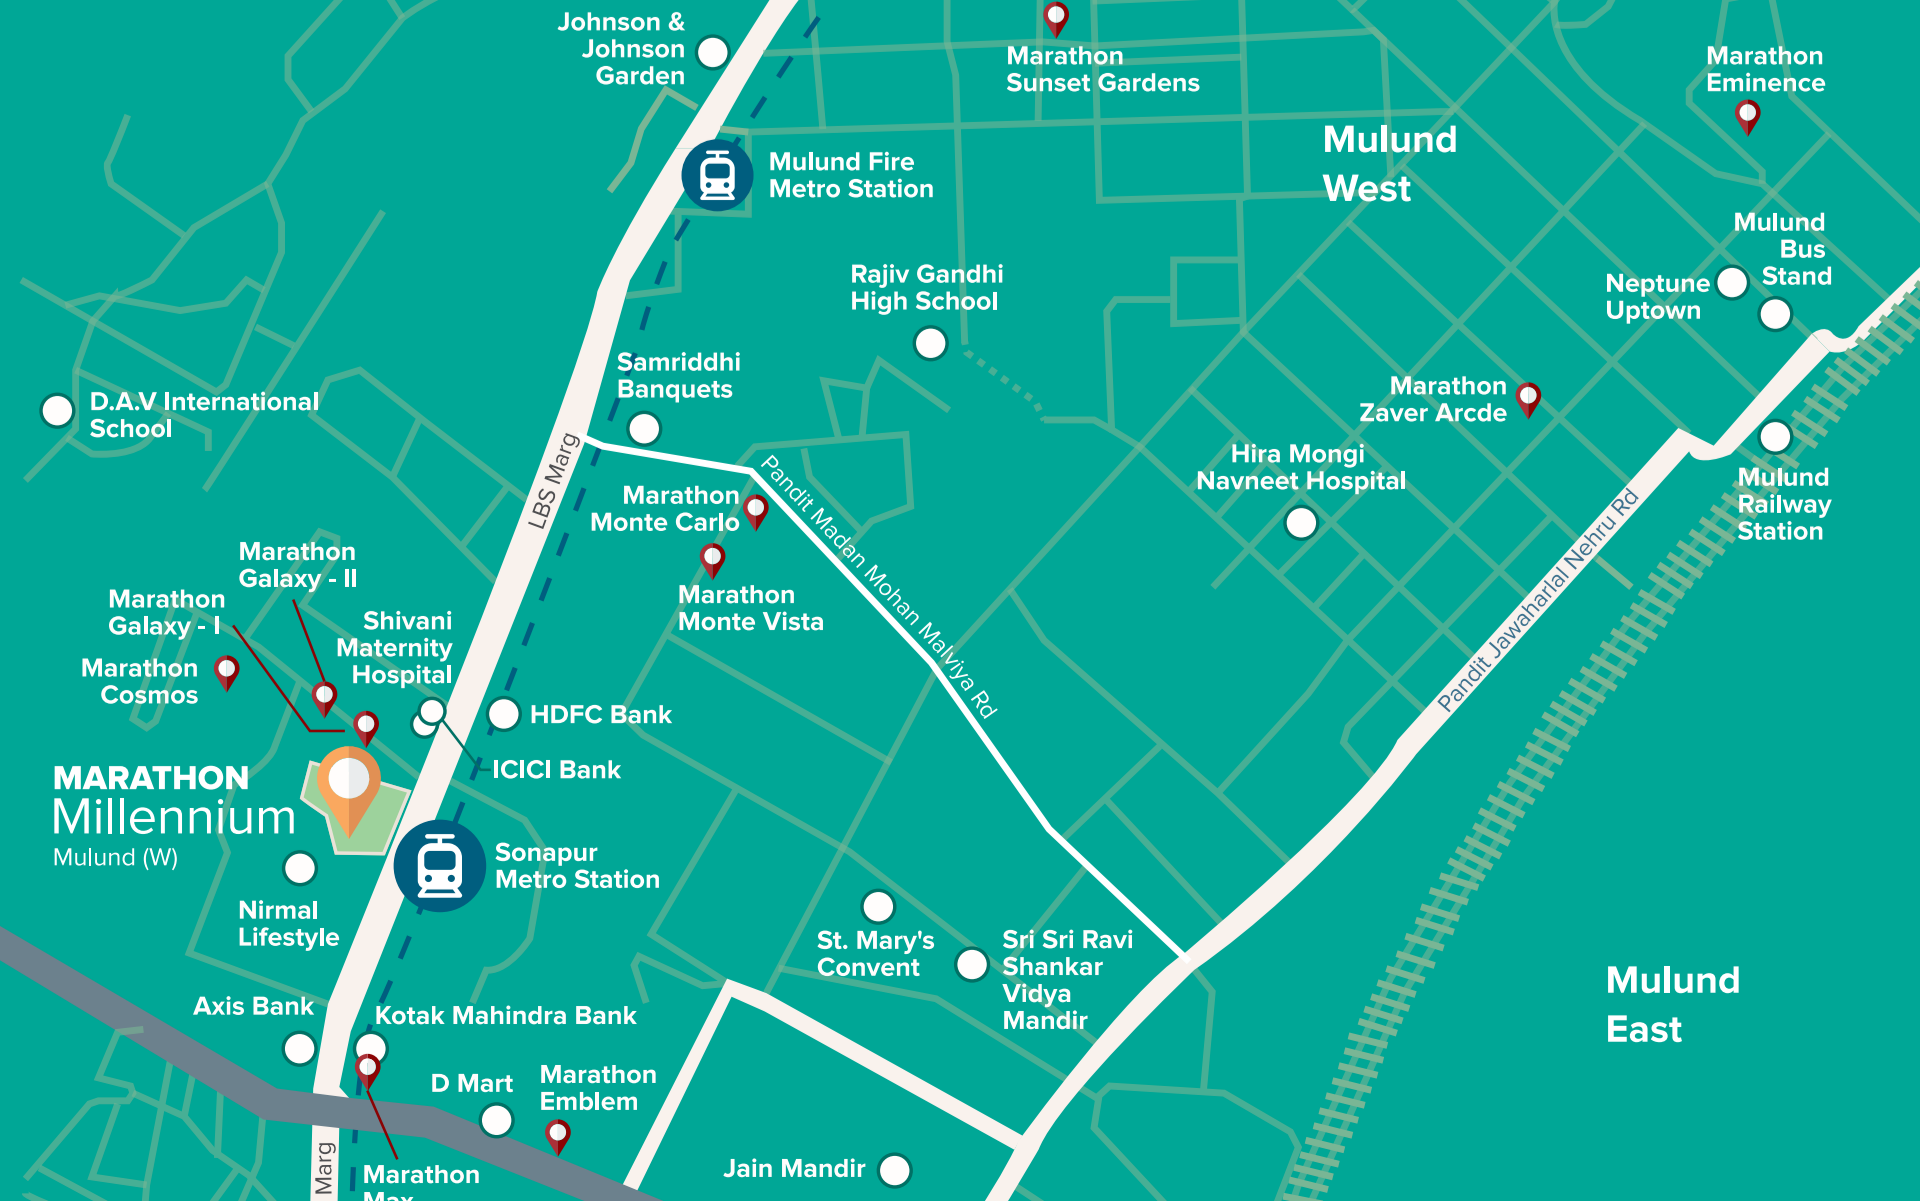 Johnson &
Johnson
Garden
Marathon
Sunset Gardens
Marathon
Eminence
Mulund
West
Mulund Fire
Metro Station
Mulund
Bus
Stand
Neptune
Uptown
Rajiv Gandhi
High School
Samriddhi
Banquets
D.A.V International
School
Marathon
Zaver Arcde
LBS Marg
Hira Mongi
Navneet Hospital
Mulund
Railway
Station
Marathon
Monte Carlo
Pandit Madan Mohan Malviya Rd
Pandit Jawaharlal Nehru Rd
Marathon
Galaxy - II
Marathon
Galaxy - I
Shivani
Maternity
Hospital
Marathon
Monte Vista
Marathon
Cosmos
HDFC Bank
ICICI Bank
MARATHON
Millennium
Mulund (W)
Sonapur
Metro Station
Nirmal
Lifestyle
St. Mary's
Convent
Sri Sri Ravi
Shankar
Vidya
Mandir
Mulund
East
Axis Bank
Kotak Mahindra Bank
D Mart
Marathon
Emblem
Marg
Marathon
Max
Jain Mandir